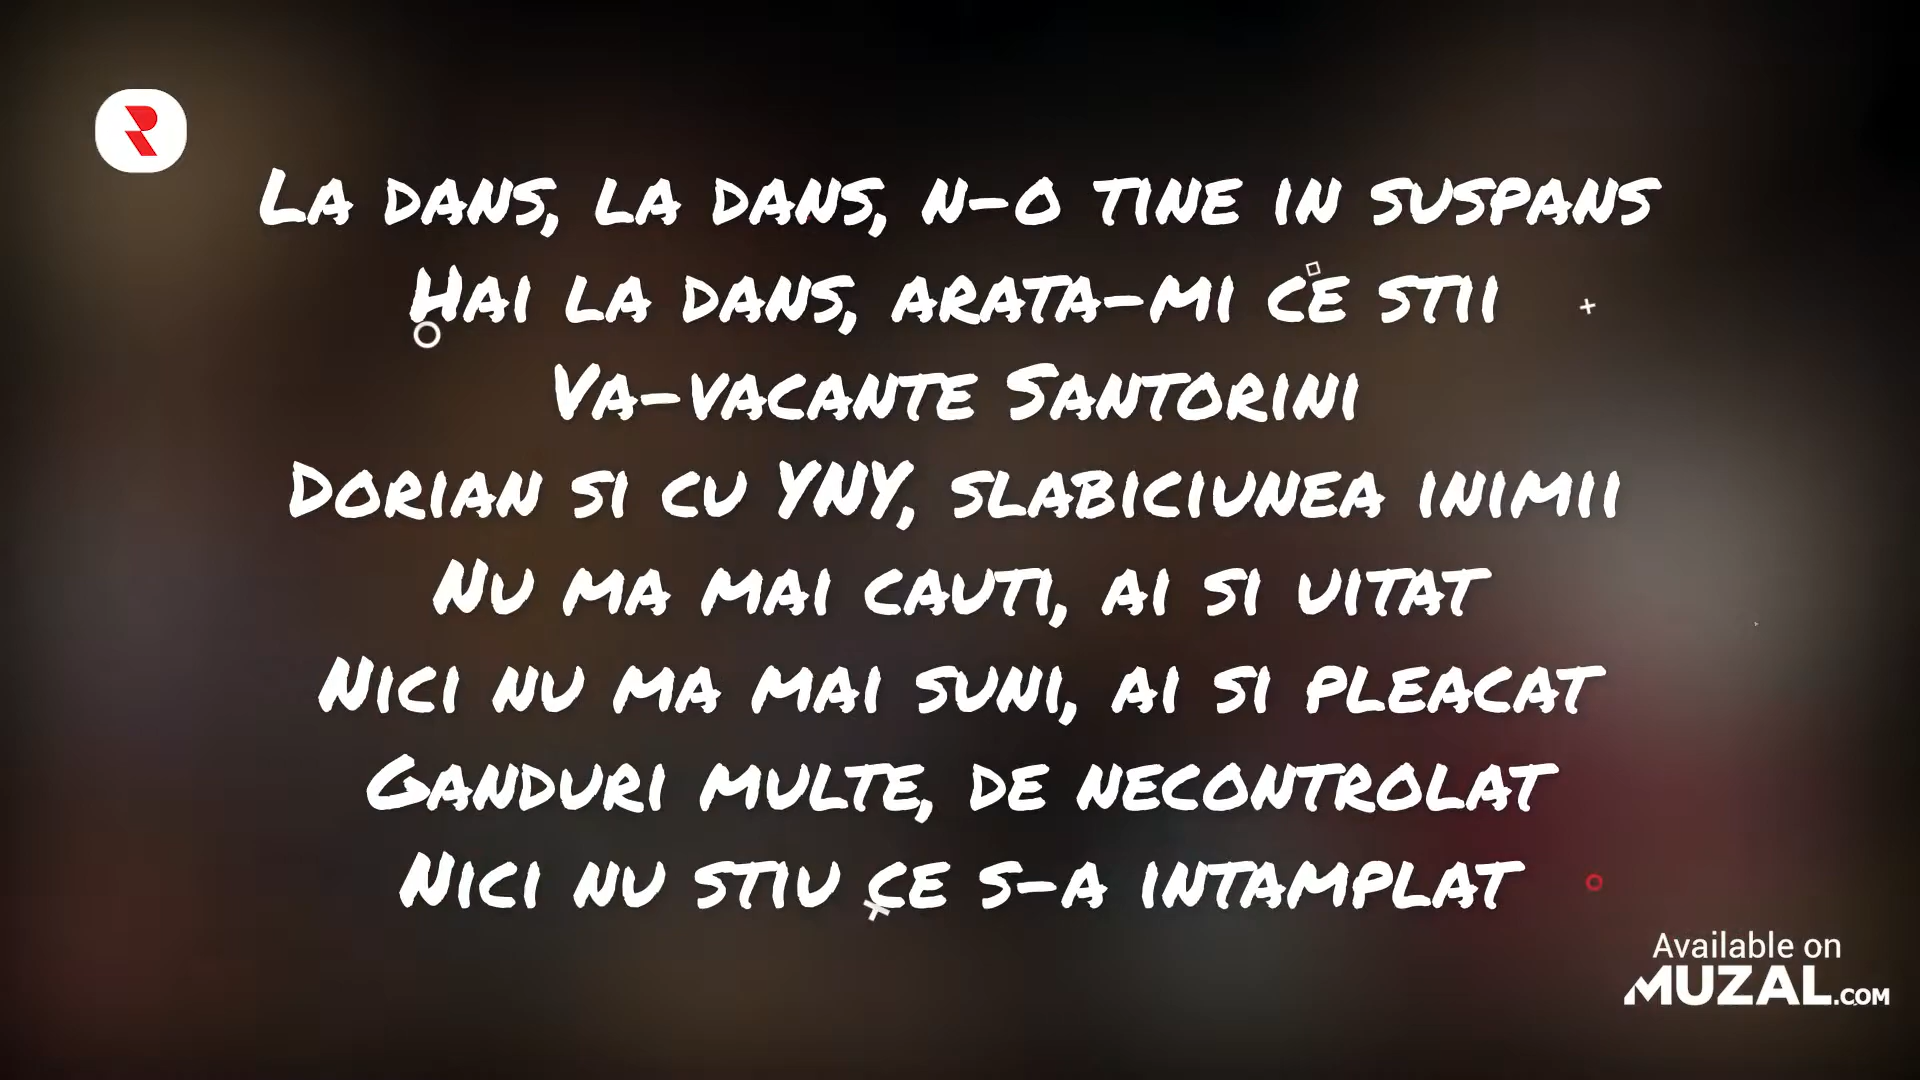 La dans, la dans, n-o tine in suspans
Hai la dans, arata-mi ce stii
Va-vacante Santorini
Dorian si cu YNY, slabiciunea inimii
Nu ma mai cauti, ai si uitat
Nici nu ma mai suni, ai si pleacat
Ganduri multe, de necontrolat
Nici nu stiu ce s-a intamplat
Available on
MUZAL.COM